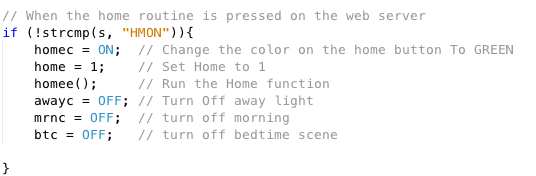 // When the home routine is pressed on the web server
if (!strcmp(s, "HMON")){
    homec = ON;  // Change the color on the home button To GREEN
    home = 1;    // Set Home to 1
    homee();     // Run the Home function
    awayc = OFF; // Turn Off away light
    mrnc = OFF;  // turn off morning
    btc = OFF;   // turn off bedtime scene

}